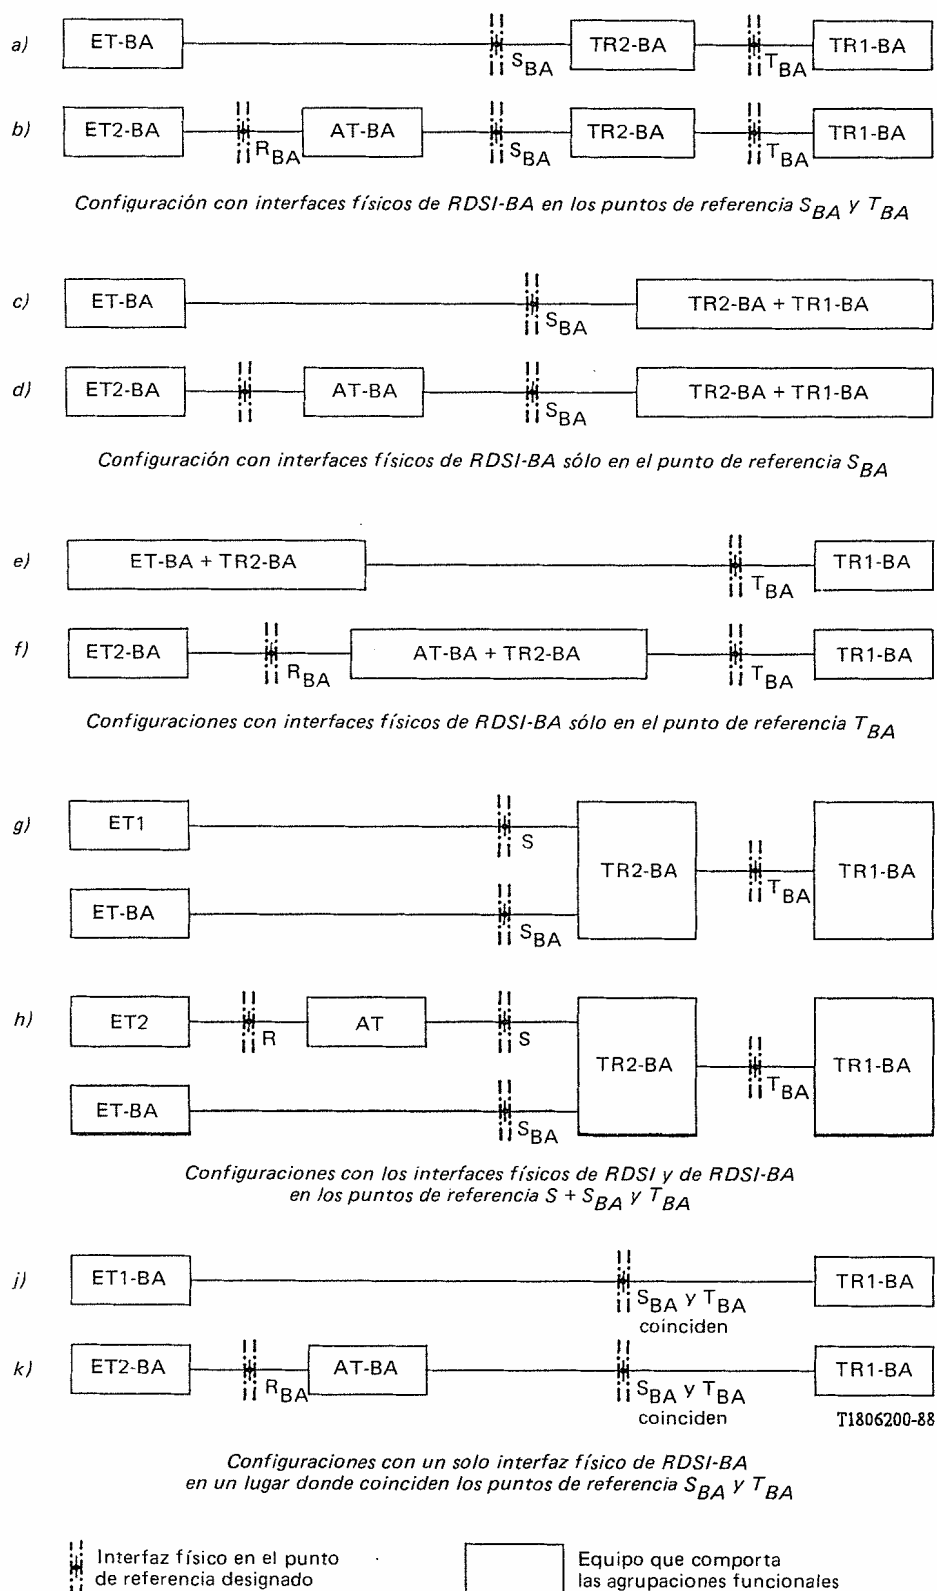 a) ET-BA S_BA TR2-BA T_BA TR1-BA
b) ET2-BA R_BA AT-BA S_BA TR2-BA T_BA TR1-BA
Configuración con interfaces físicos de RDSI-BA en los puntos de referencia S_BA y T_BA
c) ET-BA S_BA TR2-BA + TR1-BA
d) ET2-BA AT-BA S_BA TR2-BA + TR1-BA
Configuración con interfaces físicos de RDSI-BA sólo en el punto de referencia S_BA
e) ET-BA + TR2-BA T_BA TR1-BA
f) ET2-BA R_BA AT-BA + TR2-BA T_BA TR1-BA
Configuraciones con interfaces físicos de RDSI-BA sólo en el punto de referencia T_BA
g) ET1 S
TR2-BA T_BA TR1-BA
ET-BA S_BA
h) ET2 R AT S
TR2-BA T_BA TR1-BA
ET-BA S_BA
Configuraciones con los interfaces físicos de RDSI y de RDSI-BA
en los puntos de referencia S + S_BA y T_BA
j) ET1-BA S_BA y T_BA TR1-BA
coinciden
k) ET2-BA R_BA AT-BA S_BA y T_BA TR1-BA
coinciden
T1806200-88
Configuraciones con un solo interfaz físico de RDSI-BA
en un lugar donde coinciden los puntos de referencia S_BA y T_BA
Interfaz físico en el punto
de referencia designado
Equipo que comporta
las agrupaciones funcionales